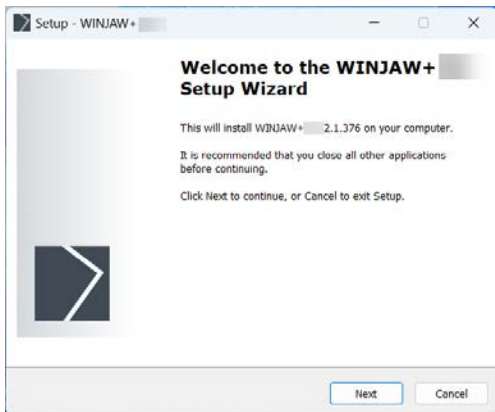 Setup - WINJAW+
Welcome to the WINJAW+
Setup Wizard
This will install WINJAW+ 2.1.376 on your computer.
It is recommended that you close all other applications
before continuing.
Click Next to continue, or Cancel to exit Setup.
Next Cancel